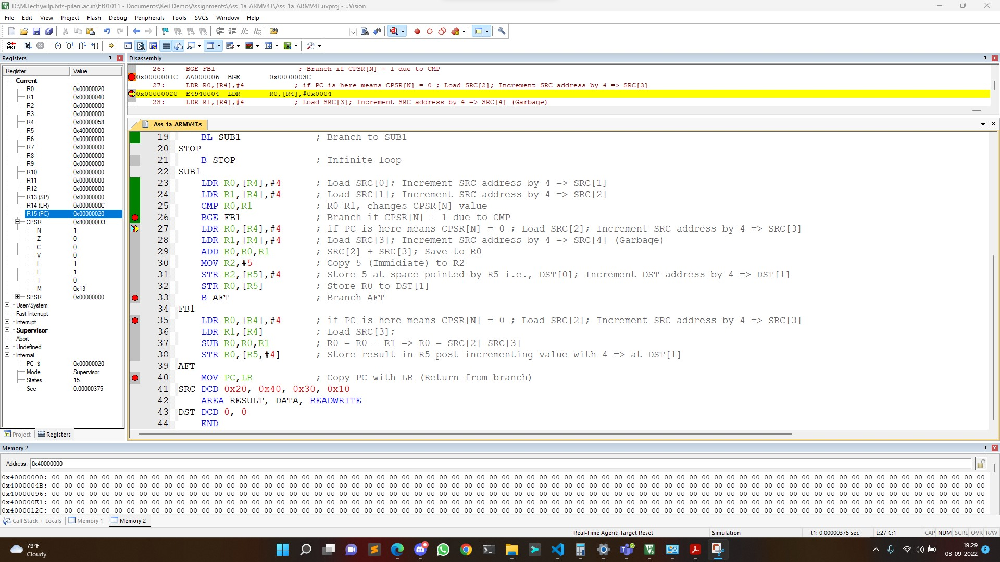 D:\M.Tech\wilp.bits-pilani.ac.in\ht01011 - Documents\Keil Demo\Assignments\Ass_1a_ARMV4T\Ass_1a_ARMV4T.uvproj - µVision
File Edit View Project Flash Debug Peripherals Tools SVCS Window Help
Registers
Register Value
Current
R0 0x00000020
R1 0x00000040
R2 0x00000000
R3 0x00000000
R4 0x00000058
R5 0x40000000
R6 0x00000000
R7 0x00000000
R8 0x00000000
R9 0x00000000
R10 0x00000000
R11 0x00000000
R12 0x00000000
R13 (SP) 0x00000000
R14 (LR) 0x0000000C
R15 (PC) 0x00000020
CPSR 0x800000D3
N 1
Z 0
C 0
V 0
I 1
F 1
T 0
M 0x13
SPSR 0x00000000
User/System
Fast Interrupt
Interrupt
Supervisor
Abort
Undefined
Internal
PC $ 0x00000020
Mode Supervisor
States 15
Sec 0.00000375
Project Registers
Disassembly
26: BGE FB1 ; Branch if CPSR[N] = 1 due to CMP
0x0000001C AA000006 BGE 0x0000003C
27: LDR R0,[R4],#4 ; if PC is here means CPSR[N] = 0 ; Load SRC[2]; Increment SRC address by 4 => SRC[3]
0x00000020 E4940004 LDR R0,[R4],#0x0004
28: LDR R1,[R4],#4 ; Load SRC[3]; Increment SRC address by 4 => SRC[4] (Garbage)
Ass_1a_ARMV4T.s
19 BL SUB1 ; Branch to SUB1
20 STOP
21 B STOP ; Infinite loop
22 SUB1
23 LDR R0,[R4],#4 ; Load SRC[0]; Increment SRC address by 4 => SRC[1]
24 LDR R1,[R4],#4 ; Load SRC[1]; Increment SRC address by 4 => SRC[2]
25 CMP R0,R1 ; R0-R1, changes CPSR[N] value
26 BGE FB1 ; Branch if CPSR[N] = 1 due to CMP
27 LDR R0,[R4],#4 ; if PC is here means CPSR[N] = 0 ; Load SRC[2]; Increment SRC address by 4 => SRC[3]
28 LDR R1,[R4],#4 ; Load SRC[3]; Increment SRC address by 4 => SRC[4] (Garbage)
29 ADD R0,R0,R1 ; SRC[2] + SRC[3]; Save to R0
30 MOV R2,#5 ; Copy 5 (Immidiate) to R2
31 STR R2,[R5],#4 ; Store 5 at space pointed by R5 i.e., DST[0]; Increment DST address by 4 => DST[1]
32 STR R0,[R5] ; Store R0 to DST[1]
33 B AFT ; Branch AFT
34 FB1
35 LDR R0,[R4],#4 ; if PC is here means CPSR[N] = 0 ; Load SRC[2]; Increment SRC address by 4 => SRC[3]
36 LDR R1,[R4] ; Load SRC[3];
37 SUB R0,R0,R1 ; R0 = R0 - R1 => R0 = SRC[2]-SRC[3]
38 STR R0,[R5,#4] ; Store result in R5 post incrementing value with 4 => at DST[1]
39 AFT
40 MOV PC,LR ; Copy PC with LR (Return from branch)
41 SRC DCD 0x20, 0x40, 0x30, 0x10
42 AREA RESULT, DATA, READWRITE
43 DST DCD 0, 0
44 END
Memory 2
Address: 0x40000000
0x40000000: 00 00 00 00 00 00 00 00 00 00 00 00 00 00 00 00 00 00 00 00 00 00 00 00 00 00 00 00 00 00 00 00 00 00 00 00 00 00 00 00 00 00 00 00 00 00 00 00 00 00 00 00 00 00 00 00 00 00 00 00 00 00 00 00 00 00 00 00 00 00 00 00 00 00 00
0x4000004B: 00 00 00 00 00 00 00 00 00 00 00 00 00 00 00 00 00 00 00 00 00 00 00 00 00 00 00 00 00 00 00 00 00 00 00 00 00 00 00 00 00 00 00 00 00 00 00 00 00 00 00 00 00 00 00 00 00 00 00 00 00 00 00 00 00 00 00 00 00 00 00 00 00 00 00
0x40000096: 00 00 00 00 00 00 00 00 00 00 00 00 00 00 00 00 00 00 00 00 00 00 00 00 00 00 00 00 00 00 00 00 00 00 00 00 00 00 00 00 00 00 00 00 00 00 00 00 00 00 00 00 00 00 00 00 00 00 00 00 00 00 00 00 00 00 00 00 00 00 00 00 00 00 00
0x400000E1: 00 00 00 00 00 00 00 00 00 00 00 00 00 00 00 00 00 00 00 00 00 00 00 00 00 00 00 00 00 00 00 00 00 00 00 00 00 00 00 00 00 00 00 00 00 00 00 00 00 00 00 00 00 00 00 00 00 00 00 00 00 00 00 00 00 00 00 00 00 00 00 00 00 00 00
0x4000012C: 00 00 00 00 00 00 00 00 00 00 00 00 00 00 00 00 00 00 00 00 00 00 00 00 00 00 00 00 00 00 00 00 00 00 00 00 00 00 00 00 00 00 00 00 00 00 00 00 00 00 00 00 00 00 00 00 00 00 00 00 00 00 00 00 00 00 00 00 00 00 00 00 00 00 00
Call Stack + Locals Memory 1 Memory 2
Real-Time Agent: Target Reset Simulation t1: 0.00000375 sec L:27 C:1 CAP NUM SCRL OVR R/W
79°F
Cloudy
19:29
03-09-2022
6